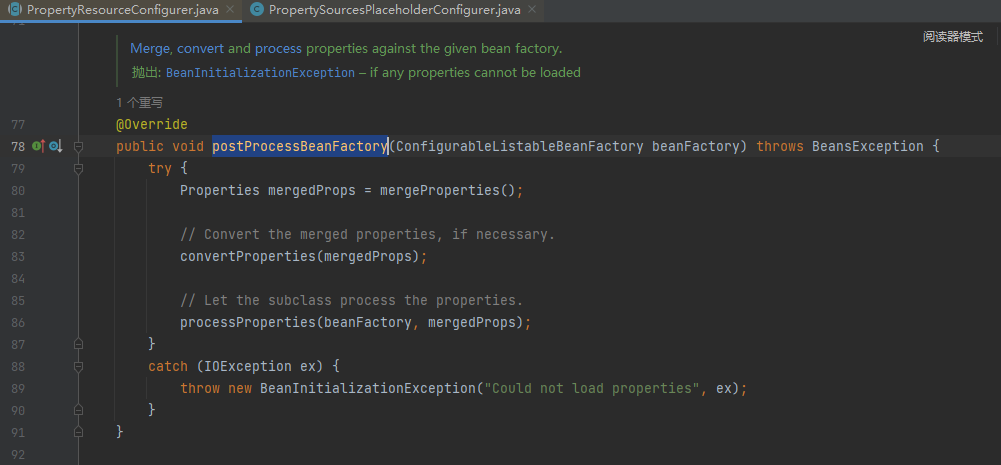 PropertyResourceConfigurer.java
PropertySourcesPlaceholderConfigurer.java
阅读器模式
Merge, convert and process properties against the given bean factory.
抛出: BeanInitializationException – if any properties cannot be loaded
1 个重写
77 @Override
78 public void postProcessBeanFactory(ConfigurableListableBeanFactory beanFactory) throws BeansException {
79 try {
80 Properties mergedProps = mergeProperties();
81
82 // Convert the merged properties, if necessary.
83 convertProperties(mergedProps);
84
85 // Let the subclass process the properties.
86 processProperties(beanFactory, mergedProps);
87 }
88 catch (IOException ex) {
89 throw new BeanInitializationException("Could not load properties", ex);
90 }
91 }
92